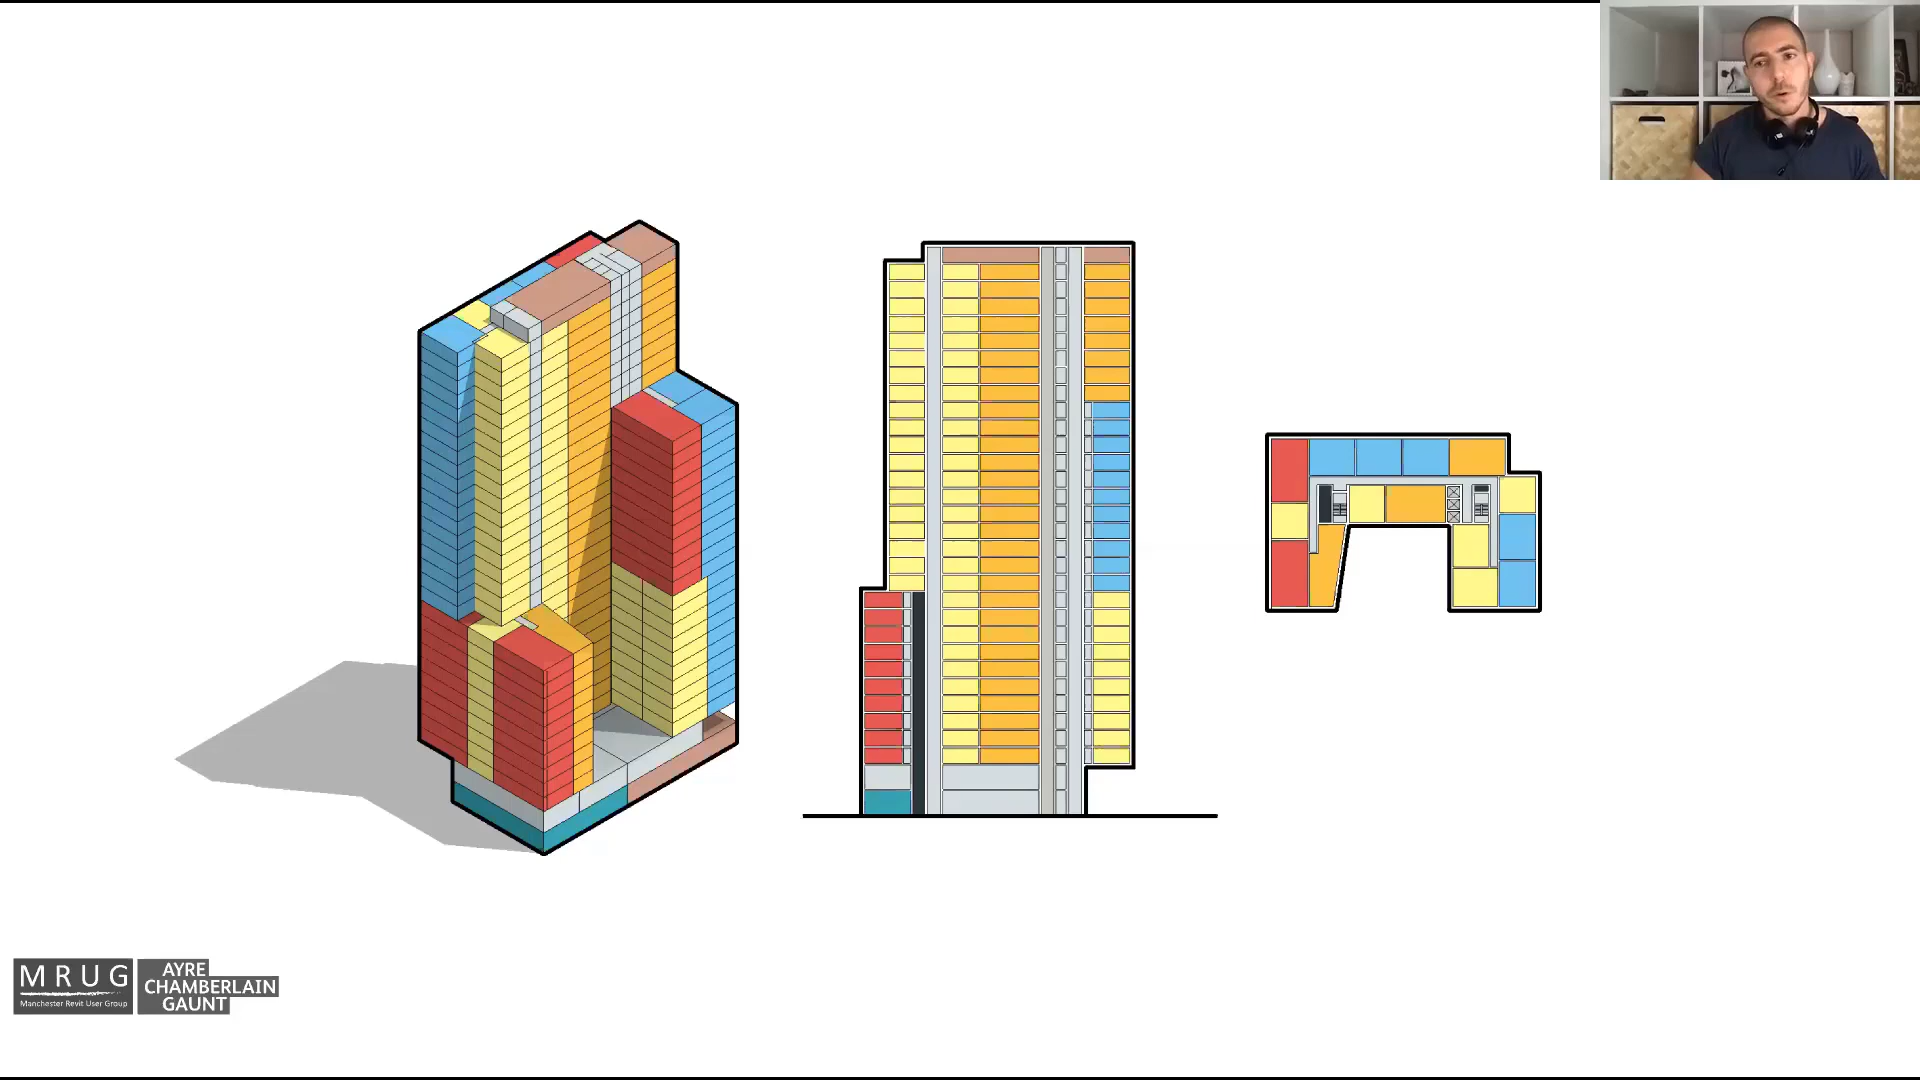 MRUG
Manchester Revit User Group
AYRE
CHAMBERLAIN
GAUNT